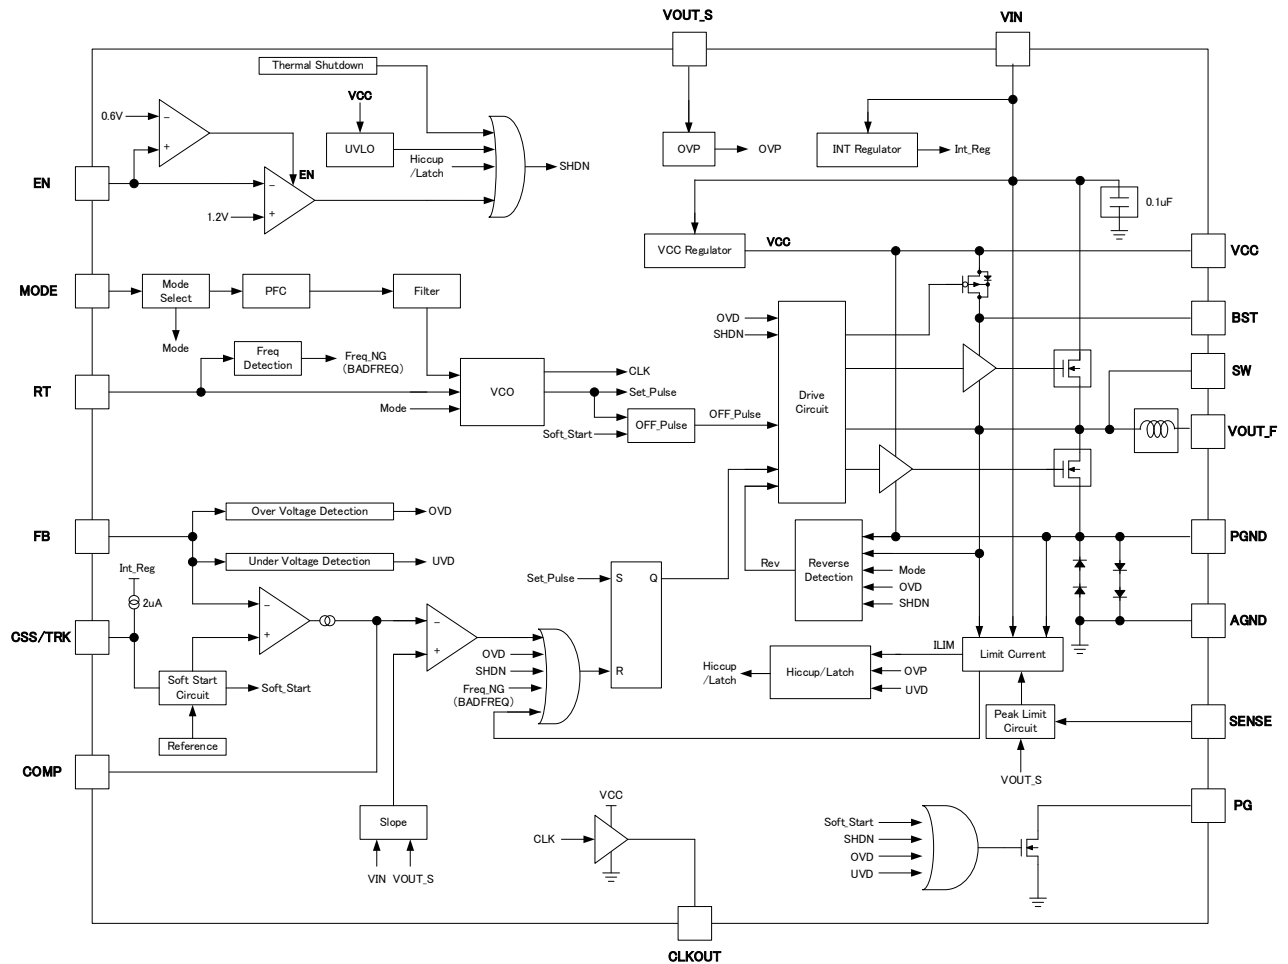 VOUT_S
VIN
Thermal Shutdown
VCC
0.6V
−
+
UVLO
Hiccup
/Latch
SHDN
OVP
OVP
INT Regulator
Int_Reg
EN
EN
−
+
1.2V
0.1uF
VCC Regulator
VCC
VCC
MODE
Mode
Select
PFC
Filter
Mode
BST
OVD
SHDN
Freq
Detection
Freq_NG
(BADFREQ)
RT
VCO
CLK
Set_Pulse
Mode
Soft_Start
OFF_Pulse
OFF_Pulse
Drive
Circuit
SW
VOUT_F
FB
Over Voltage Detection
OVD
Under Voltage Detection
UVD
PGND
Rev
Reverse
Detection
Mode
OVD
SHDN
Int_Reg
2uA
Set_Pulse
S
Q
R
−
+
−
+
CSS/TRK
AGND
OVD
SHDN
Freq_NG
(BADFREQ)
Soft Start
Circuit
Soft_Start
Reference
ILIM
Limit Current
Hiccup
/Latch
Hiccup/Latch
OVP
UVD
Peak Limit
Circuit
SENSE
VOUT_S
COMP
Slope
VIN
VOUT_S
VCC
CLK
Soft_Start
SHDN
OVD
UVD
PG
CLKOUT